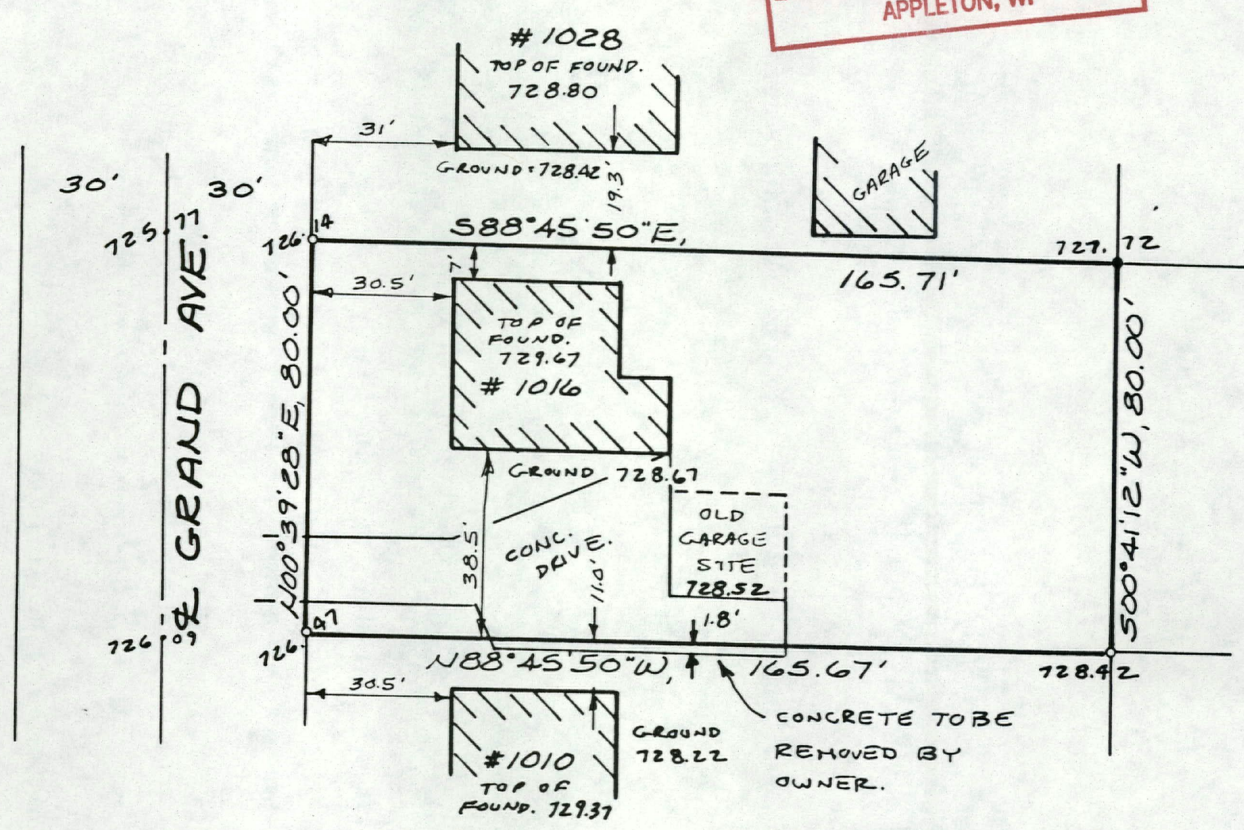 APPLETON, WI
# 1028
TOP OF FOUND.
728.80
31'
GROUND = 728.42
19.3'
GARAGE
30'
30'
725.77
726.14
S88°45'50"E,
165.71'
727.72
7'
30.5'
TOP OF
FOUND.
729.67
# 1016
℄ GRAND AVE.
N00°39'28"E, 80.00'
S00°41'12"W, 80.00'
GROUND 728.67
38.5'
CONC.
DRIVE.
11.0'
OLD
GARAGE
SITE
728.52
1.8'
726.09
726.47
N88°45'50"W,
165.67'
728.42
30.5'
#1010
TOP OF
FOUND. 729.37
GROUND
728.22
CONCRETE TO BE
REMOVED BY
OWNER.